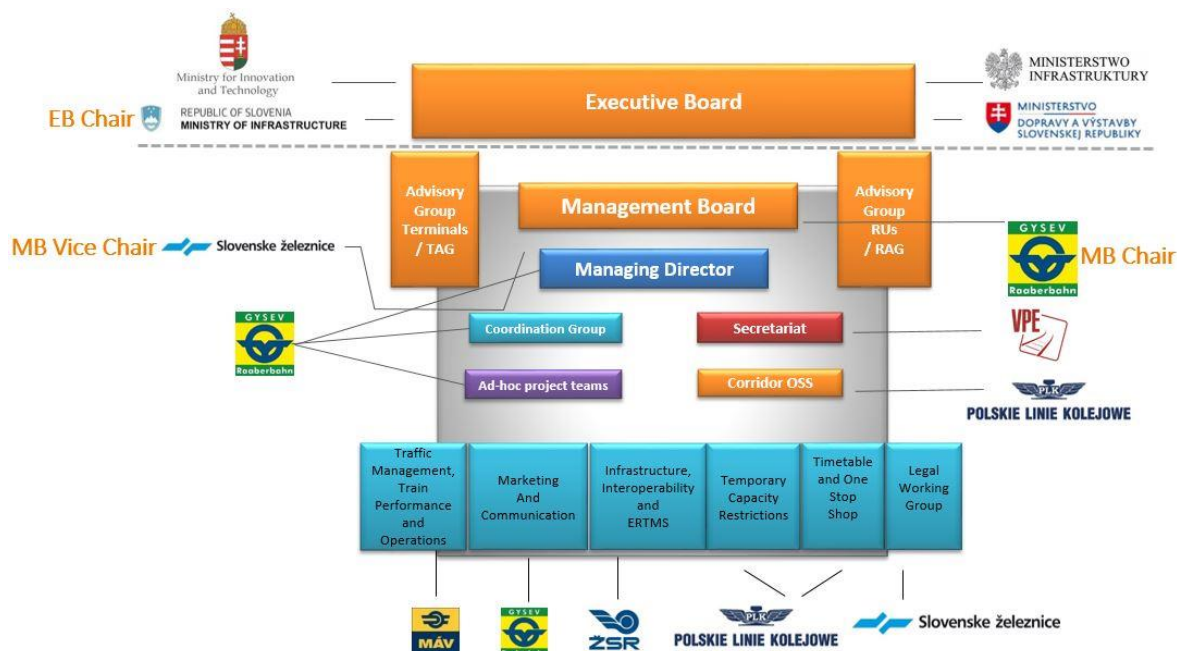 Ministry for Innovation
and Technology
EB Chair
REPUBLIC OF SLOVENIA
MINISTRY OF INFRASTRUCTURE
Executive Board
MINISTERSTWO
INFRASTRUKTURY
MINISTERSTVO
DOPRAVY A VÝSTAVBY
SLOVENSKEJ REPUBLIKY
Advisory
Group
Terminals
/ TAG
Management Board
Advisory
Group
RUs
/ RAG
MB Vice Chair
Slovenske železnice
Managing Director
GYSEV
Raaberbahn
MB Chair
GYSEV
Raaberbahn
Coordination Group
Secretariat
VPE
Ad-hoc project teams
Corridor OSS
PLK
POLSKIE LINIE KOLEJOWE
Traffic
Management,
Train
Performance
and
Operations
Marketing
And
Communication
Infrastructure,
Interoperability
and
ERTMS
Temporary
Capacity
Restrictions
Timetable
and One
Stop
Shop
Legal
Working
Group
MÁV
GYSEV
ŽSR
PLK
POLSKIE LINIE KOLEJOWE
Slovenske železnice